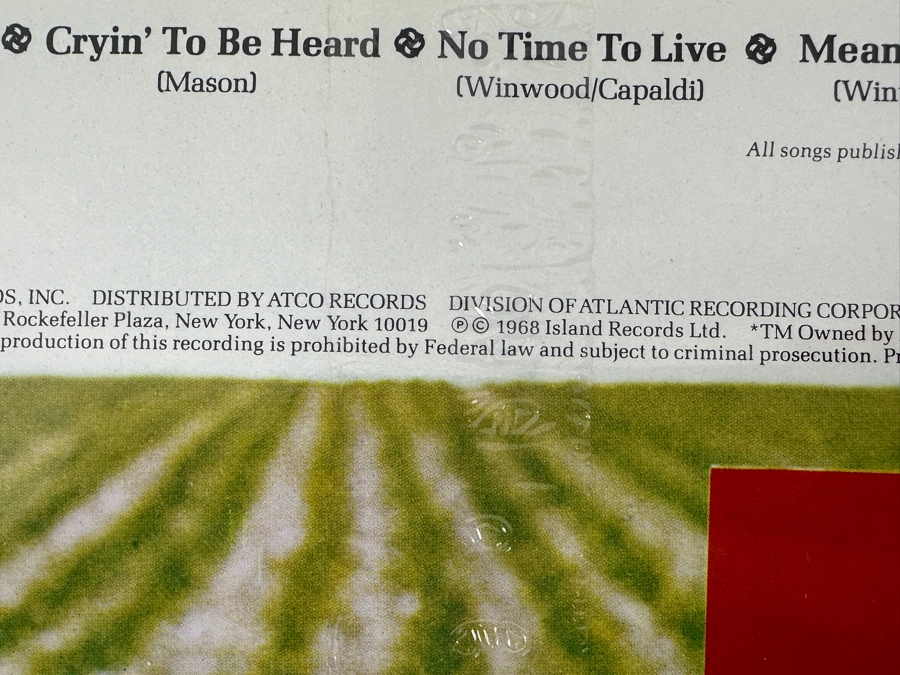 Cryin' To Be Heard No Time To Live Mean
(Mason) (Winwood/Capaldi) (Win
All songs publish
S, INC. DISTRIBUTED BY ATCO RECORDS DIVISION OF ATLANTIC RECORDING CORPOR
Rockefeller Plaza, New York, New York 10019 ℗© 1968 Island Records Ltd. *TM Owned by
production of this recording is prohibited by Federal law and subject to criminal prosecution. Pr